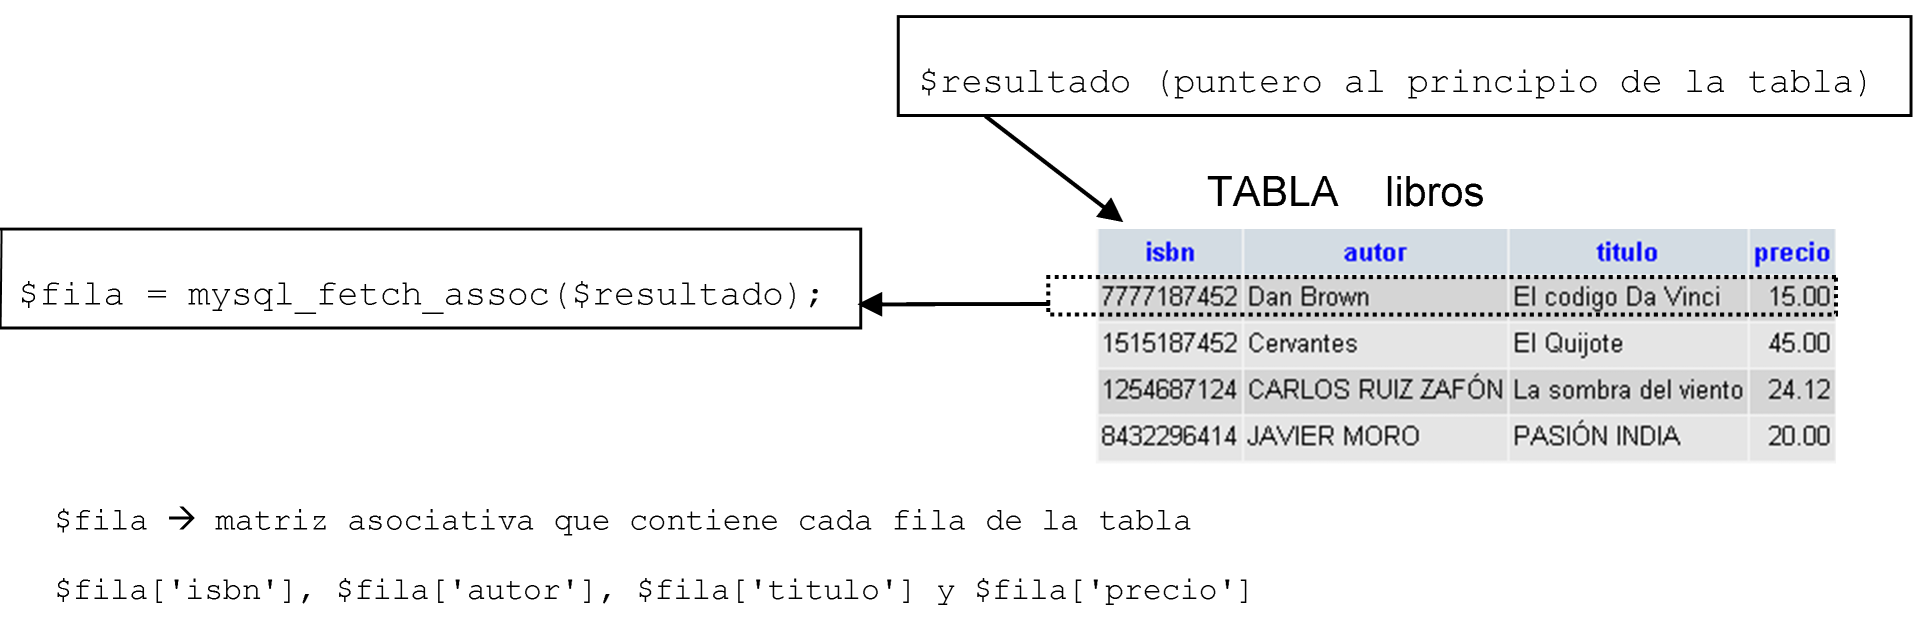 $resultado (puntero al principio de la tabla)
TABLA libros
$fila = mysql_fetch_assoc($resultado);
isbn autor titulo precio
7777187452 Dan Brown El codigo Da Vinci 15.00
1515187452 Cervantes El Quijote 45.00
1254687124 CARLOS RUIZ ZAFÓN La sombra del viento 24.12
8432296414 JAVIER MORO PASIÓN INDIA 20.00
$fila → matriz asociativa que contiene cada fila de la tabla
$fila['isbn'], $fila['autor'], $fila['titulo'] y $fila['precio']